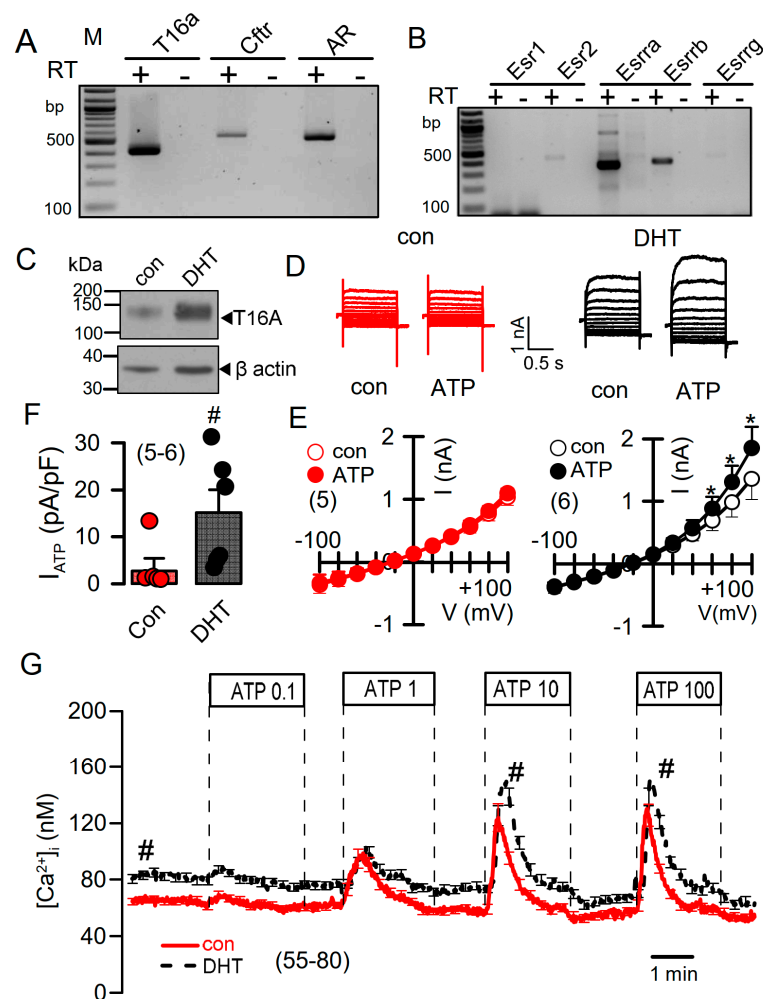 A
M
T16a Cftr AR
RT + - + - + -
bp
500
100
B
Esr1 Esr2 Esrra Esrrb Esrrg
RT + - + - + - + - + -
bp
500
100
C
kDa
con DHT
200
150
100
T16A
40
30
β actin
D
con DHT
1 nA
0.5 s
con ATP con ATP
F
#
(5-6)
30
20
10
0
I_ATP (pA/pF)
Con DHT
E
con
ATP
(5)
I (nA)
2
1
0
-1
-100
+100
V (mV)
con
ATP
(6)
I (nA)
2
1
0
-1
-100
+100
V(mV)
* * *
G
ATP 0.1 ATP 1 ATP 10 ATP 100
200
160
120
80
40
0
[Ca²⁺]ᵢ (nM)
# # #
con
DHT
(55-80)
1 min